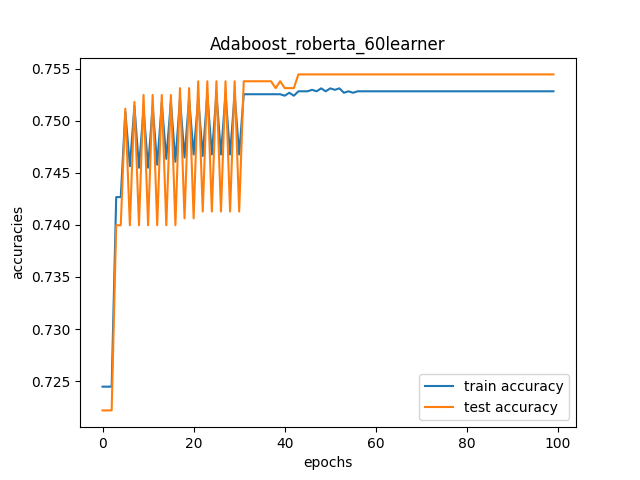 Adaboost_roberta_60learner
0.755
0.750
0.745
0.740
0.735
0.730
0.725
accuracies
0 20 40 60 80 100
epochs
train accuracy
test accuracy